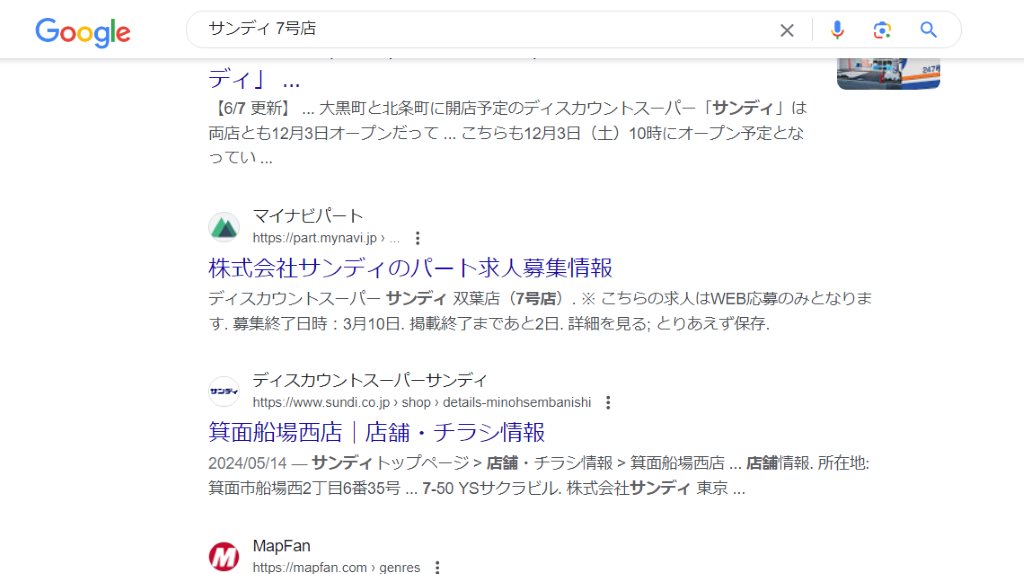 Google
サンディ 7号店
ディ」 ...
【6/7 更新】 ... 大黒町と北条町に開店予定のディスカウントスーパー「サンディ」は
両店とも12月3日オープンだって ... こちらも12月3日（土）10時にオープン予定とな
ってい ...
247号
マイナビパート
https://part.mynavi.jp › ...
株式会社サンディのパート求人募集情報
ディスカウントスーパー サンディ 双葉店（7号店）. ※ こちらの求人はWEB応募のみとなりま
す. 募集終了日時：3月10日. 掲載終了まであと2日. 詳細を見る; とりあえず保存.
サンディ
ディスカウントスーパーサンディ
https://www.sundi.co.jp › shop › details-minohsembanishi
箕面船場西店｜店舗・チラシ情報
2024/05/14 — サンディトップページ > 店舗・チラシ情報 > 箕面船場西店 ... 店舗情報. 所在地:
箕面市船場西2丁目6番35号 ... 7-50 YSサクラビル. 株式会社サンディ 東京 ...
M
MapFan
https://mapfan.com › genres